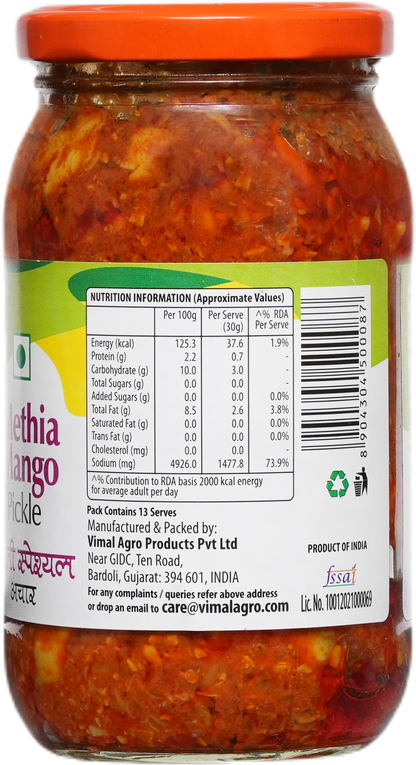 NUTRITION INFORMATION (Approximate Values)
Per 100g Per Serve (30g) ^% RDA Per Serve
Energy (kcal) 125.3 37.6 1.9%
Protein (g) 2.2 0.7 -
Carbohydrate (g) 10.0 3.0 -
Total Sugars (g) 0.0 0.0 -
Added Sugars (g) 0.0 0.0 0.0%
Total Fat (g) 8.5 2.6 3.8%
Saturated Fat (g) 0.0 0.0 0.0%
Trans Fat (g) 0.0 0.0 0.0%
Cholesterol (mg) 0.0 0.0 -
Sodium (mg) 4926.0 1477.8 73.9%
^% Contribution to RDA basis 2000 kcal energy
for average adult per day
Pack Contains 13 Serves
Manufactured & Packed by:
Vimal Agro Products Pvt Ltd
Near GIDC, Ten Road,
Bardoli, Gujarat: 394 601, INDIA
For any complaints / queries refer above address
or drop an email to care@vimalagro.com
ethia
ango
ickle
स्पेश्यल
अचार
8 904304 500087
PRODUCT OF INDIA
fssai
Lic. No. 10012021000069